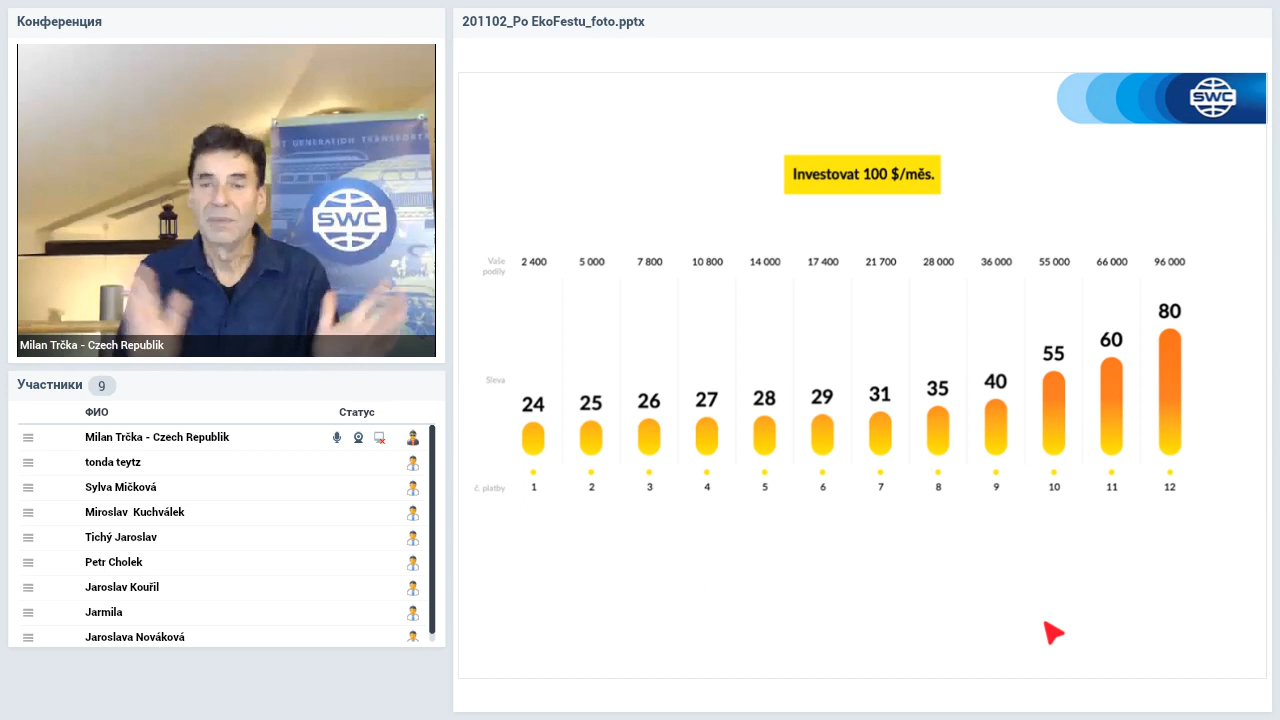 Конференция
ST GENERATION TRANSPORTA
SWC
Milan Trčka - Czech Republik
Участники 9
ФИО Статус
Milan Trčka - Czech Republik
tonda teytz
Sylva Mičková
Miroslav Kuchválek
Tichý Jaroslav
Petr Cholek
Jaroslav Kouřil
Jarmila
Jaroslava Nováková
201102_Po EkoFestu_foto.pptx
SWC
Investovat 100 $/měs.
Vaše podíly 2 400 5 000 7 800 10 800 14 000 17 400 21 700 28 000 36 000 55 000 66 000 96 000
Sleva 24 25 26 27 28 29 31 35 40 55 60 80
č. platby 1 2 3 4 5 6 7 8 9 10 11 12